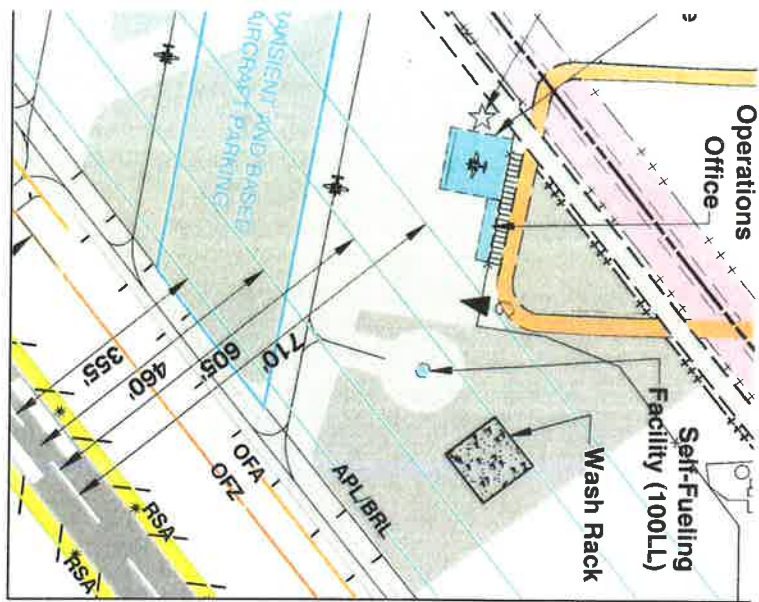 Operations
Office
Self-Fueling
Facility (100LL)
Wash Rack
TRANSIENT AND BASED
AIRCRAFT PARKING
355'
460'
605'
710'
APL/BRL
OFA
OFZ
RSA
RSA